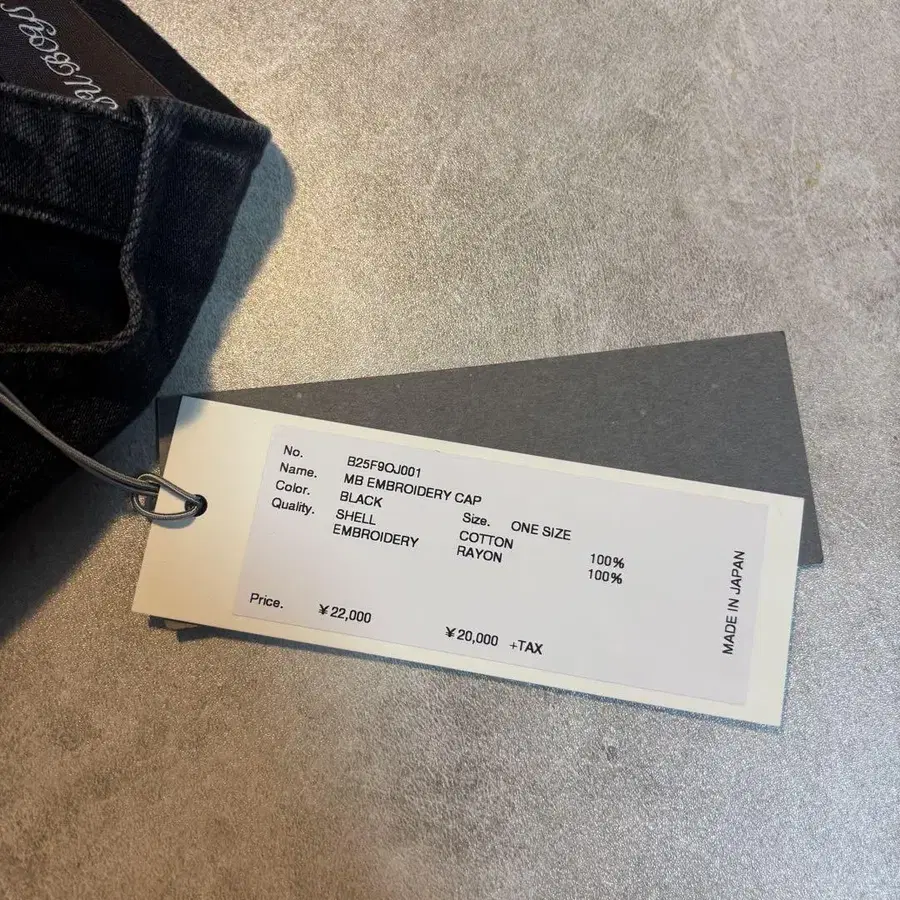 No. B25F9OJ001
Name. MB EMBROIDERY CAP
Color. BLACK Size. ONE SIZE
Quality. SHELL COTTON 100%
EMBROIDERY RAYON 100%
Price. ¥22,000 ¥20,000 +TAX
MADE IN JAPAN